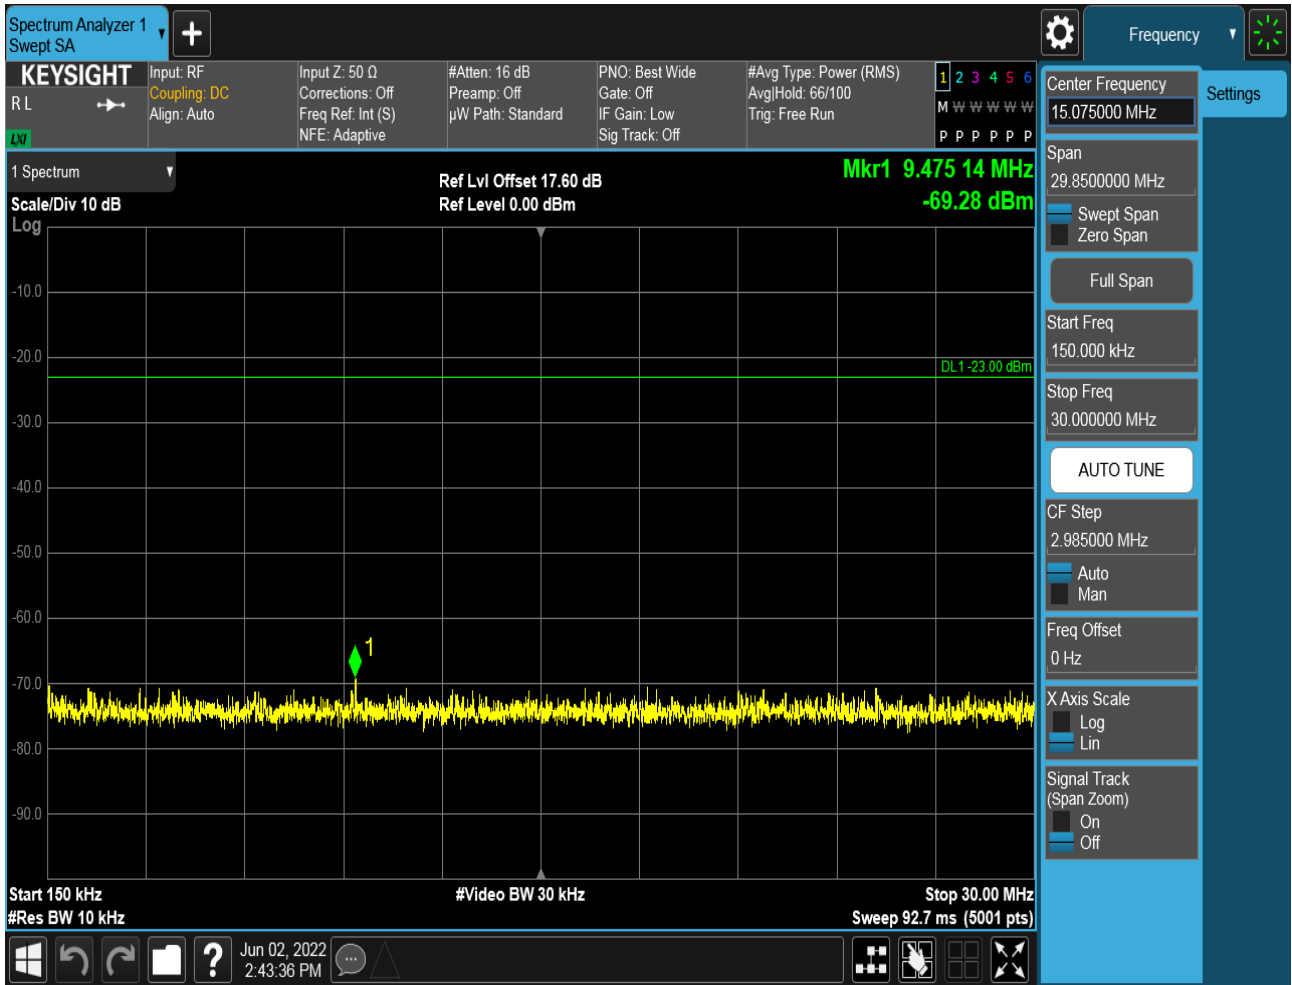 Spectrum Analyzer 1
Swept SA
Frequency
KEYSIGHT
R L
LXI
Input: RF
Coupling: DC
Align: Auto
Input Z: 50 Ω
Corrections: Off
Freq Ref: Int (S)
NFE: Adaptive
#Atten: 16 dB
Preamp: Off
µW Path: Standard
PNO: Best Wide
Gate: Off
IF Gain: Low
Sig Track: Off
#Avg Type: Power (RMS)
Avg|Hold: 66/100
Trig: Free Run
1 2 3 4 5 6
M W W W W W
P P P P P P
1 Spectrum
Scale/Div 10 dB
Log
Ref Lvl Offset 17.60 dB
Ref Level 0.00 dBm
Mkr1 9.475 14 MHz
-69.28 dBm
-10.0
-20.0
DL1 -23.00 dBm
-30.0
-40.0
-50.0
-60.0
1
-70.0
-80.0
-90.0
Start 150 kHz
#Video BW 30 kHz
Stop 30.00 MHz
#Res BW 10 kHz
Sweep 92.7 ms (5001 pts)
?
Jun 02, 2022
2:43:36 PM
Center Frequency
15.075000 MHz
Settings
Span
29.8500000 MHz
Swept Span
Zero Span
Full Span
Start Freq
150.000 kHz
Stop Freq
30.000000 MHz
AUTO TUNE
CF Step
2.985000 MHz
Auto
Man
Freq Offset
0 Hz
X Axis Scale
Log
Lin
Signal Track
(Span Zoom)
On
Off